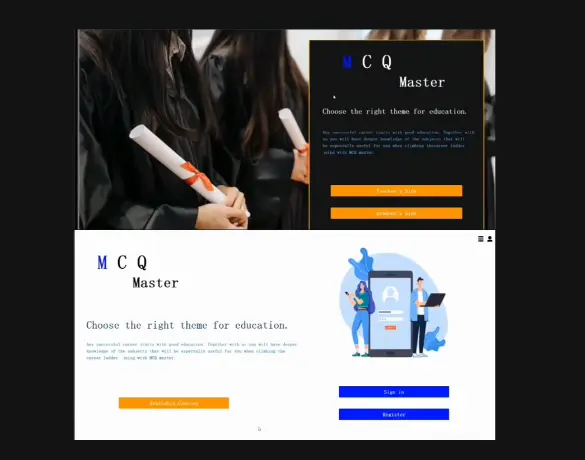 M C Q
Master
Choose the right theme for education.
Any successful career starts with good education. Together with
us you will have deeper knowledge of the subjects that will
be especially useful for you when climbing the career ladder
using with MCQ master.
Teacher's Side
Student's Side
M C Q
Master
Choose the right theme for education.
Any successful career starts with good education. Together with us you will have deeper
knowledge of the subjects that will be especially useful for you when climbing the
career ladder using with MCQ master.
Sign in
Register